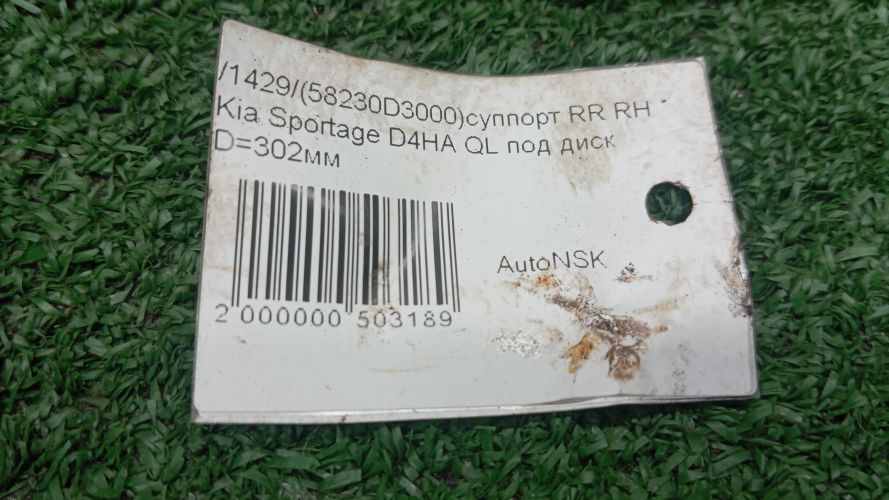 /1429/(58230D3000)суппорт RR RH
Kia Sportage D4HA QL под диск
D=302мм
AutoNSK
2 000000 503189